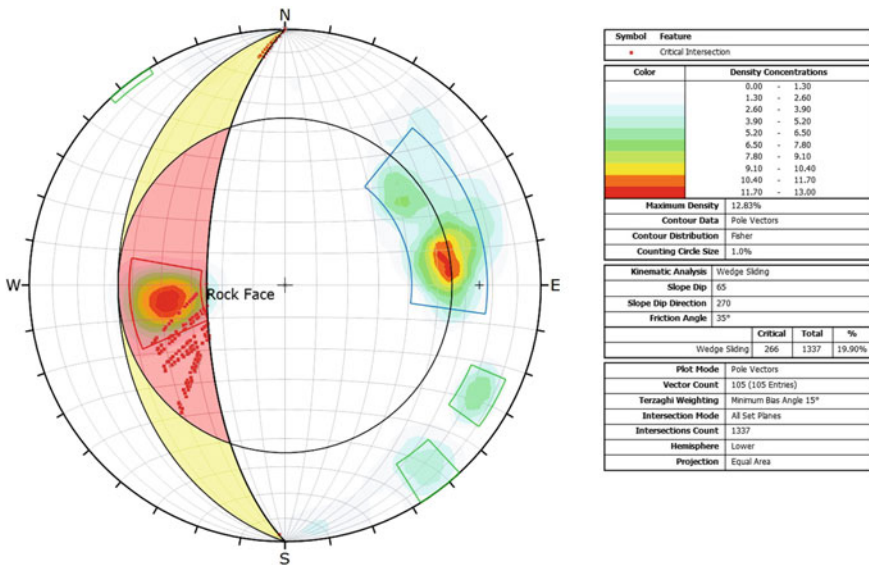 N
W
E
S
Rock Face
Symbol Feature
Critical Intersection
Color Density Concentrations
0.00 - 1.30
1.30 - 2.60
2.60 - 3.90
3.90 - 5.20
5.20 - 6.50
6.50 - 7.80
7.80 - 9.10
9.10 - 10.40
10.40 - 11.70
11.70 - 13.00
Maximum Density 12.83%
Contour Data Pole Vectors
Contour Distribution Fisher
Counting Circle Size 1.0%
Kinematic Analysis Wedge Sliding
Slope Dip 65
Slope Dip Direction 270
Friction Angle 35°
Critical Total %
Wedge Sliding 266 1337 19.90%
Plot Mode Pole Vectors
Vector Count 105 (105 Entries)
Terzaghi Weighting Minimum Bias Angle 15°
Intersection Mode All Set Planes
Intersections Count 1337
Hemisphere Lower
Projection Equal Area